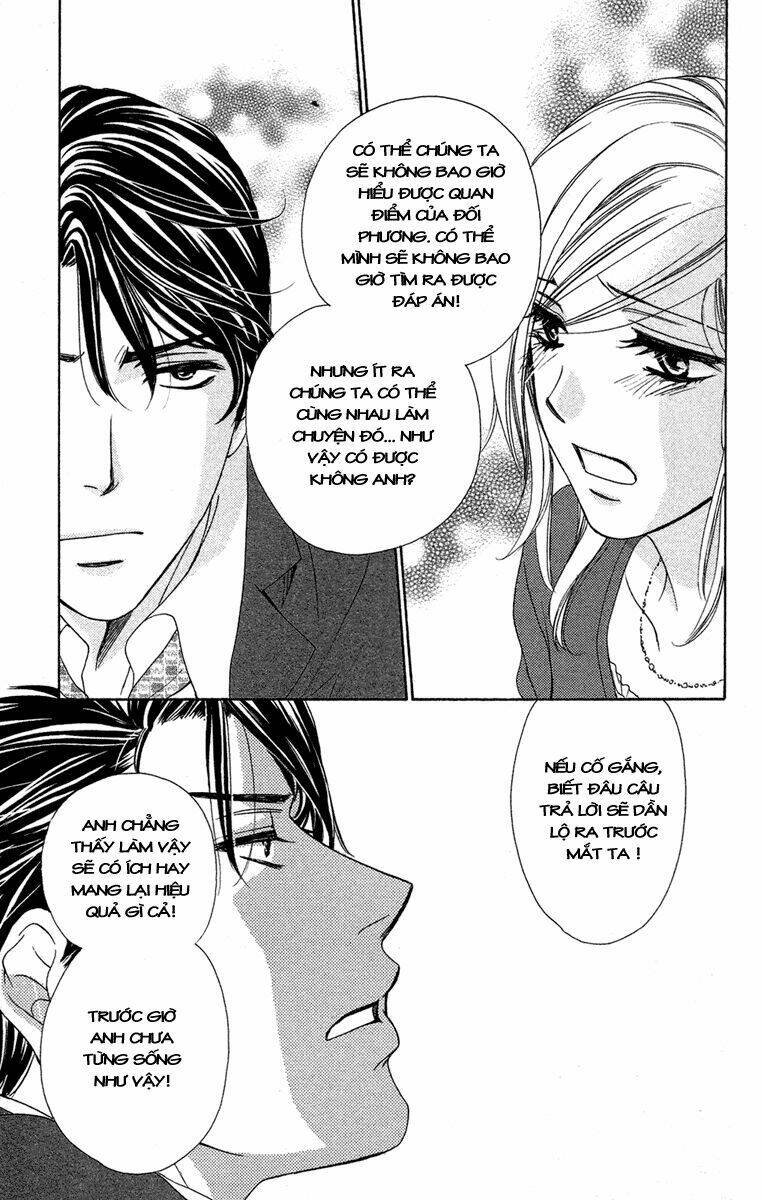 CÓ THỂ CHÚNG TA
SẼ KHÔNG BAO GIỜ
HIỂU ĐƯỢC QUAN
ĐIỂM CỦA ĐỐI
PHƯƠNG. CÓ THỂ
MÌNH SẼ KHÔNG BAO
GIỜ TÌM RA ĐƯỢC
ĐÁP ÁN!
NHƯNG ÍT RA
CHÚNG TA CÓ THỂ
CÙNG NHAU LÀM
CHUYỆN ĐÓ... NHƯ
VẬY CÓ ĐƯỢC
KHÔNG ANH?
NẾU CỐ GẮNG,
BIẾT ĐÂU CÂU
TRẢ LỜI SẼ DẦN
LỘ RA TRƯỚC
MẮT TA !
ANH CHẲNG
THẤY LÀM VẬY
SẼ CÓ ÍCH HAY
MANG LẠI HIỆU
QUẢ GÌ CẢ!
TRƯỚC GIỜ
ANH CHƯA
TỪNG SỐNG
NHƯ VẬY!